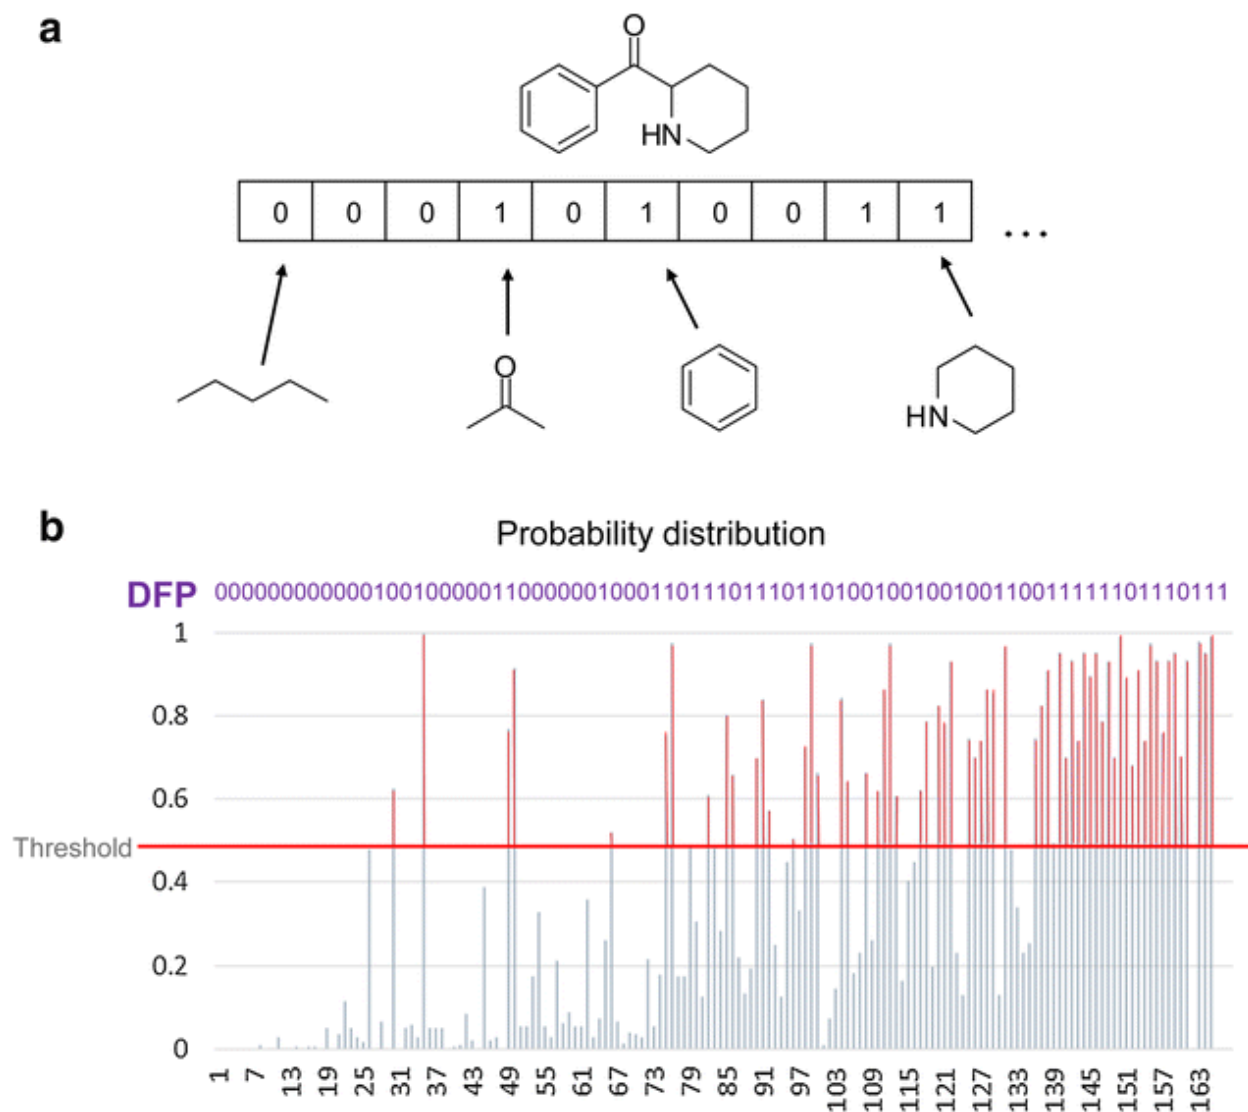 a
O
HN
0 0 0 1 0 1 0 0 1 1 ...
O
HN
b
Probability distribution
DFP 000000000000100100000110000000100011011101110110100100100100110011111101110111
1
0.8
0.6
Threshold
0.4
0.2
0
1 7 13 19 25 31 37 43 49 55 61 67 73 79 85 91 97 103 109 115 121 127 133 139 145 151 157 163